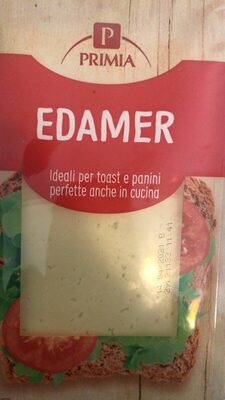 P
PRIMIA
EDAMER
Ideali per toast e panini
perfette anche in cucina